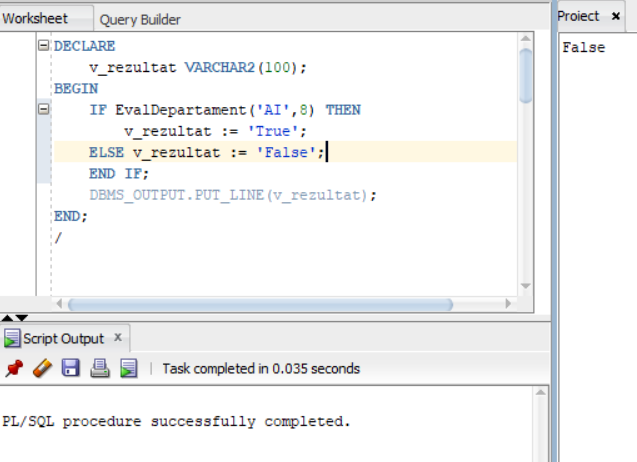 Worksheet Query Builder
DECLARE
v_rezultat VARCHAR2(100);
BEGIN
IF EvalDepartament('AI',8) THEN
v_rezultat := 'True';
ELSE v_rezultat := 'False';
END IF;
DBMS_OUTPUT.PUT_LINE(v_rezultat);
END;
/
Script Output x
Task completed in 0.035 seconds
PL/SQL procedure successfully completed.
Proiect x
False